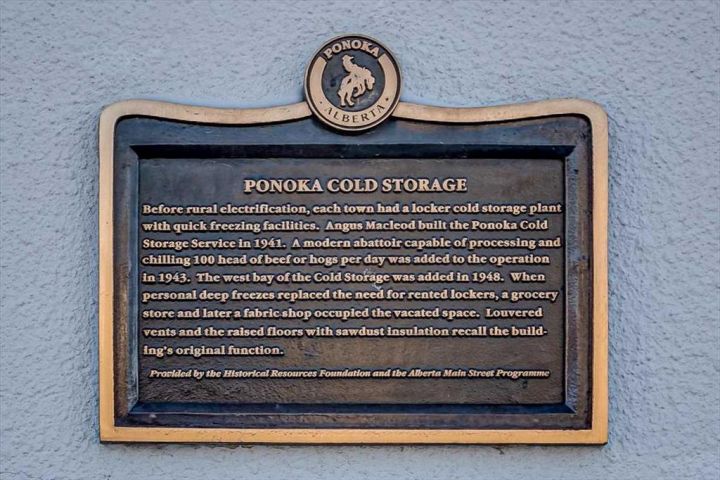 PONOKA
ALBERTA
PONOKA COLD STORAGE
Before rural electrification, each town had a locker cold storage plant
with quick freezing facilities. Angus Macleod built the Ponoka Cold
Storage Service in 1941. A modern abattoir capable of processing and
chilling 100 head of beef or hogs per day was added to the operation
in 1943. The west bay of the Cold Storage was added in 1948. When
personal deep freezes replaced the need for rented lockers, a grocery
store and later a fabric shop occupied the vacated space. Louvered
vents and the raised floors with sawdust insulation recall the build-
ing's original function.
Provided by the Historical Resources Foundation and the Alberta Main Street Programme